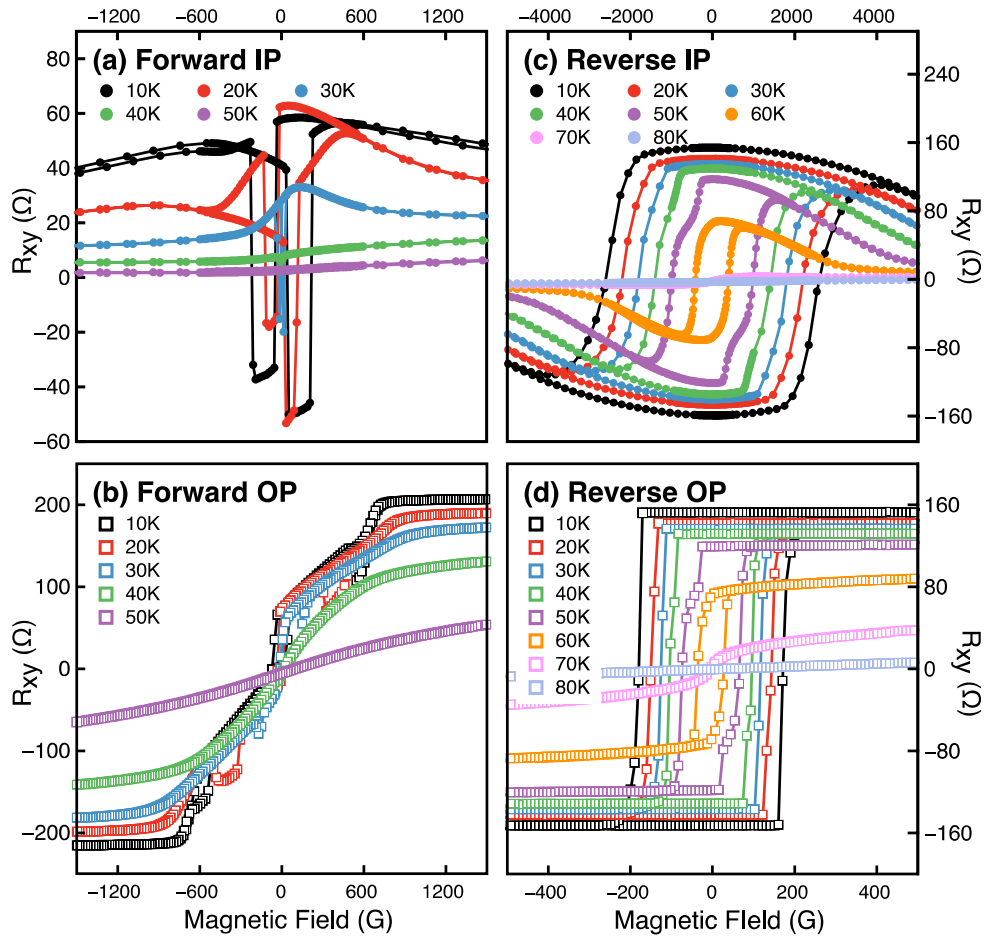 −1200 −600 0 600 1200
−4000 −2000 0 2000 4000
(a) Forward IP
10K 20K 30K
40K 50K
80
60
40
20
0
−20
−40
−60
Rxy (Ω)
(c) Reverse IP
10K 20K 30K
40K 50K 60K
70K 80K
240
160
80
0
−80
−160
Rxy (Ω)
(b) Forward OP
10K
20K
30K
40K
50K
200
100
0
−100
−200
Rxy (Ω)
−1200 −600 0 600 1200
Magnetic Field (G)
(d) Reverse OP
10K
20K
30K
40K
50K
60K
70K
80K
160
80
0
−80
−160
Rxy (Ω)
−400 −200 0 200 400
Magnetic Field (G)